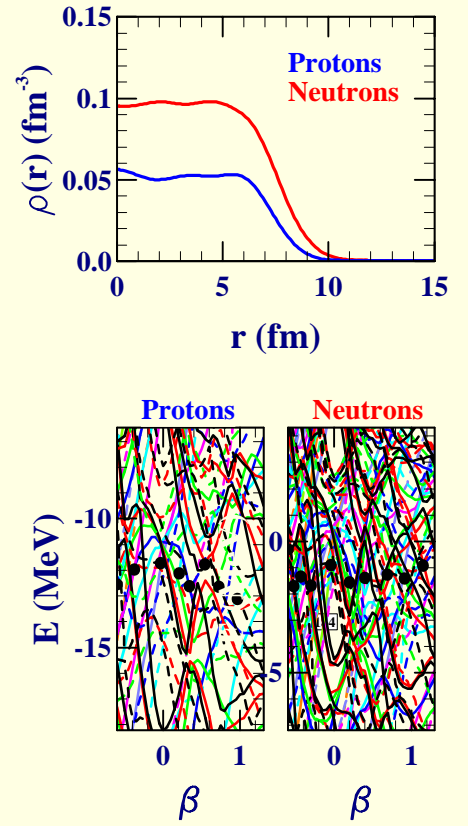 0.15
0.1
0.05
0.0
ρ(r) (fm⁻³)
Protons
Neutrons
0 5 10 15
r (fm)
Protons Neutrons
-10
-15
E (MeV)
0
-5
0 1 0 1
β β